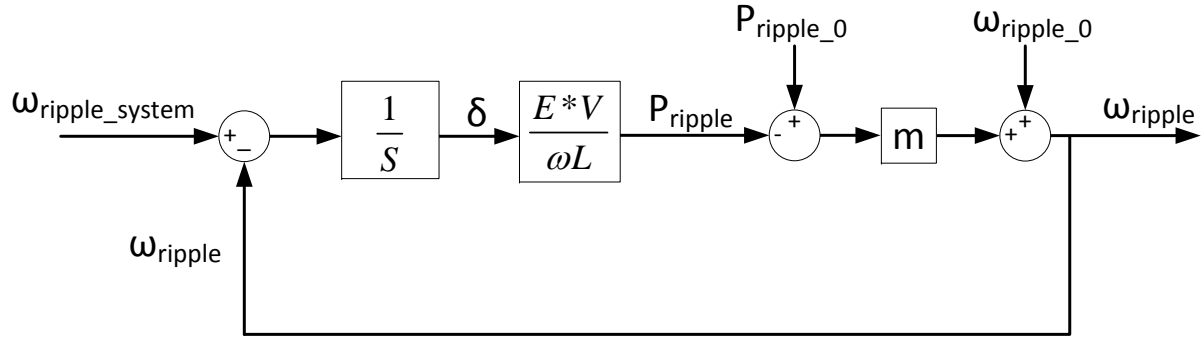 P_ripple_0
ω_ripple_0
ω_ripple_system
+
−
1
S
δ
E*V
ωL
P_ripple
-
+
m
+
+
ω_ripple
ω_ripple